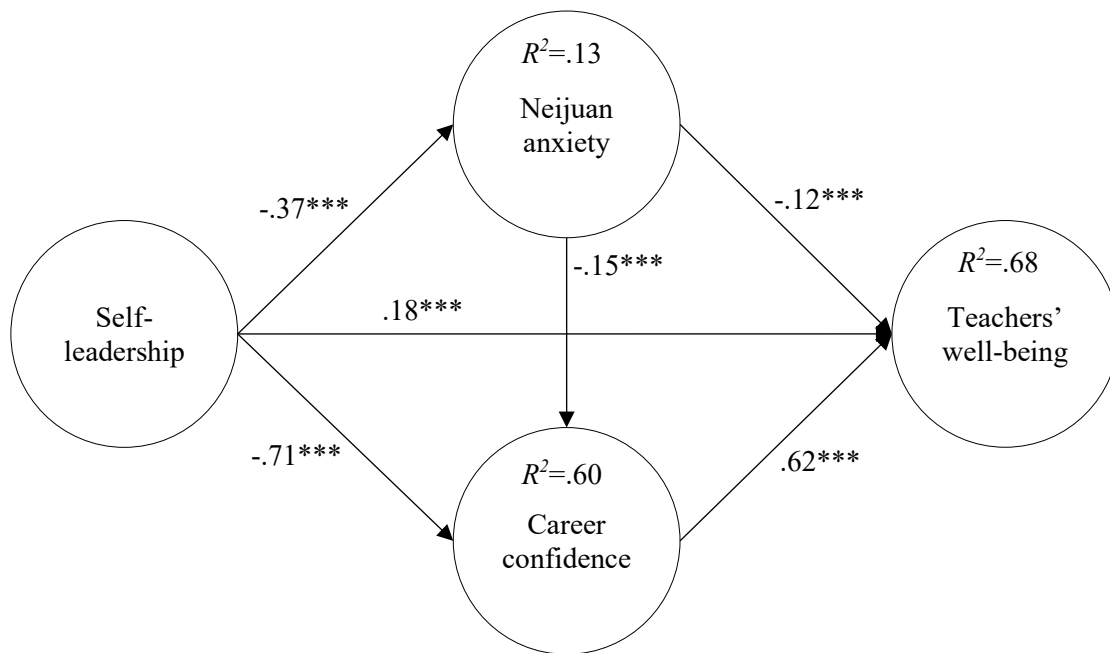 R²=.13
Neijuan
anxiety
-.37***
-.12***
-.15***
R²=.68
Self-
leadership
.18***
Teachers’
well-being
-.71***
R²=.60
.62***
Career
confidence